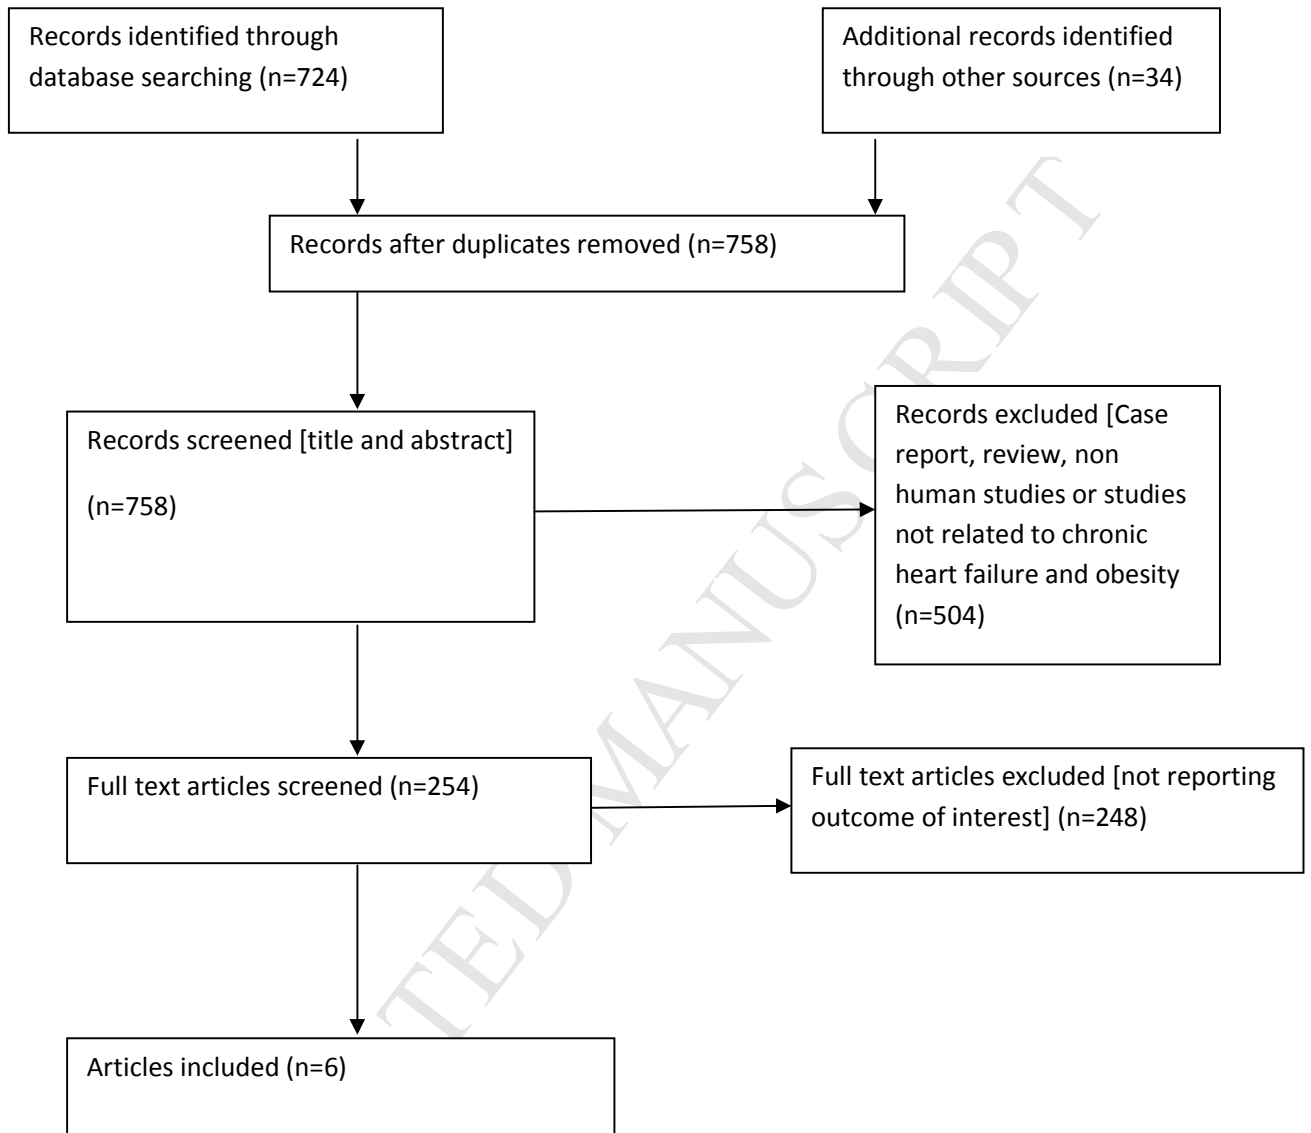 Records identified through
database searching (n=724)
Additional records identified
through other sources (n=34)
Records after duplicates removed (n=758)
Records screened [title and abstract]
(n=758)
Records excluded [Case
report, review, non
human studies or studies
not related to chronic
heart failure and obesity
(n=504)
Full text articles screened (n=254)
Full text articles excluded [not reporting
outcome of interest] (n=248)
Articles included (n=6)
TED MANUSCRIPT